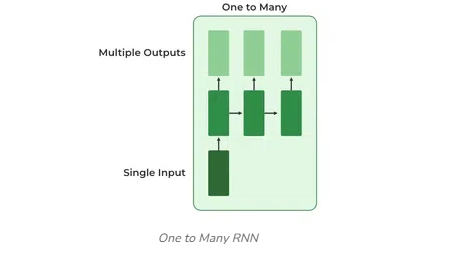 One to Many
Multiple Outputs
Single Input
One to Many RNN